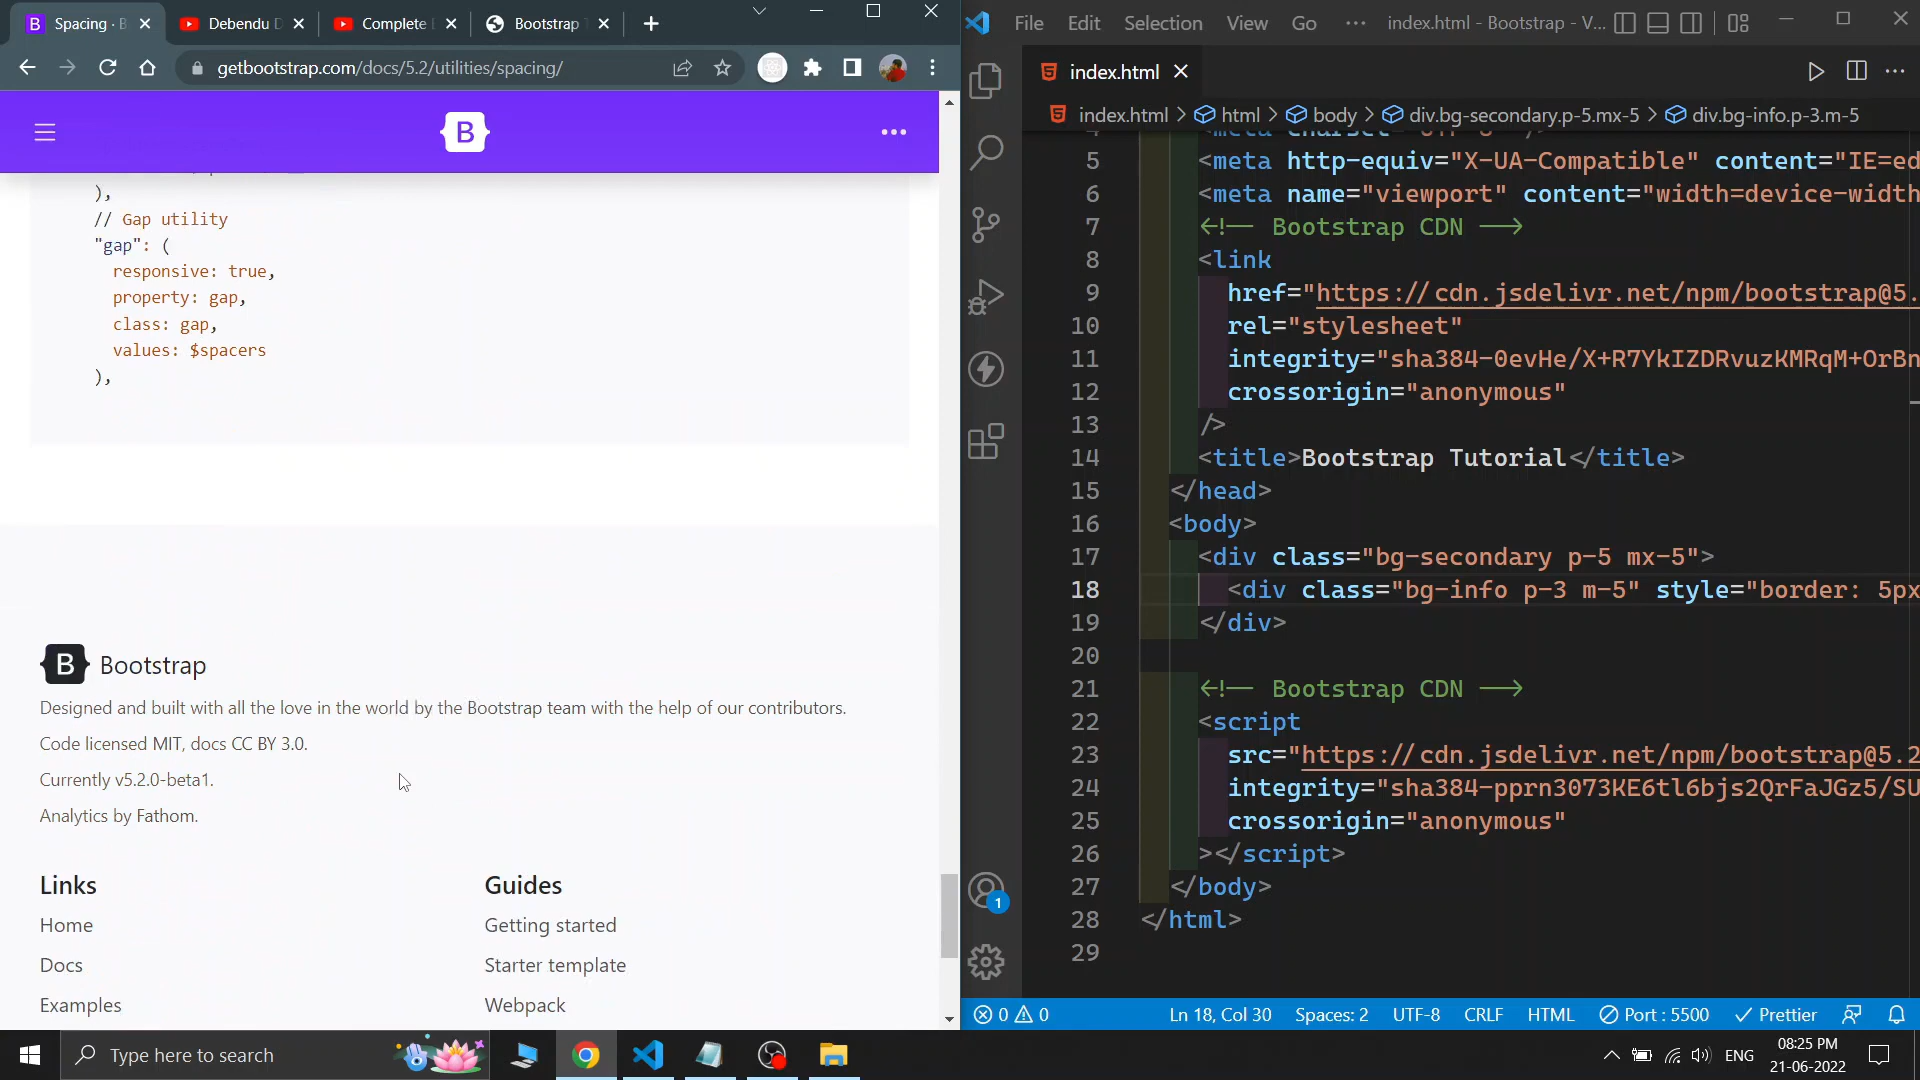 Spacing · B
Debendu D
Complete
Bootstrap T
getbootstrap.com/docs/5.2/utilities/spacing/
B
),
// Gap utility
"gap": (
responsive: true,
property: gap,
class: gap,
values: $spacers
),
B Bootstrap
Designed and built with all the love in the world by the Bootstrap team with the help of our contributors.
Code licensed MIT, docs CC BY 3.0.
Currently v5.2.0-beta1.
Analytics by Fathom.
Links
Home
Docs
Examples
Guides
Getting started
Starter template
Webpack
File Edit Selection View Go ··· index.html - Bootstrap - V...
index.html
index.html > html > body > div.bg-secondary.p-5.mx-5 > div.bg-info.p-3.m-5
5 <meta http-equiv="X-UA-Compatible" content="IE=ed
6 <meta name="viewport" content="width=device-width
7 <!-- Bootstrap CDN -->
8 <link
9 href="https://cdn.jsdelivr.net/npm/bootstrap@5.
10 rel="stylesheet"
11 integrity="sha384-0evHe/X+R7YkIZDRvuzKMRqM+OrBn
12 crossorigin="anonymous"
13 />
14 <title>Bootstrap Tutorial</title>
15 </head>
16 <body>
17 <div class="bg-secondary p-5 mx-5">
18 <div class="bg-info p-3 m-5" style="border: 5px
19 </div>
20
21 <!-- Bootstrap CDN -->
22 <script
23 src="https://cdn.jsdelivr.net/npm/bootstrap@5.2
24 integrity="sha384-pprn3073KE6tl6bjs2QrFaJGz5/SU
25 crossorigin="anonymous"
26 ></script>
27 </body>
28 </html>
29
1
0 0 Ln 18, Col 30 Spaces: 2 UTF-8 CRLF HTML Port : 5500 Prettier
Type here to search
ENG
08:25 PM
21-06-2022